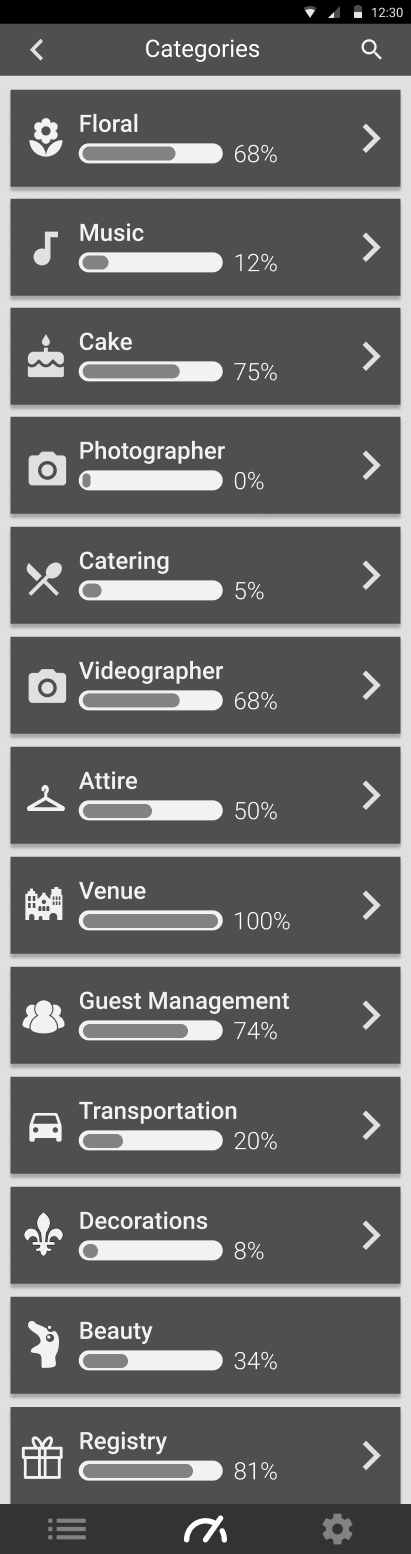 12:30
Categories
Floral
68%
Music
12%
Cake
75%
Photographer
0%
Catering
5%
Videographer
68%
Attire
50%
Venue
100%
Guest Management
74%
Transportation
20%
Decorations
8%
Beauty
34%
Registry
81%